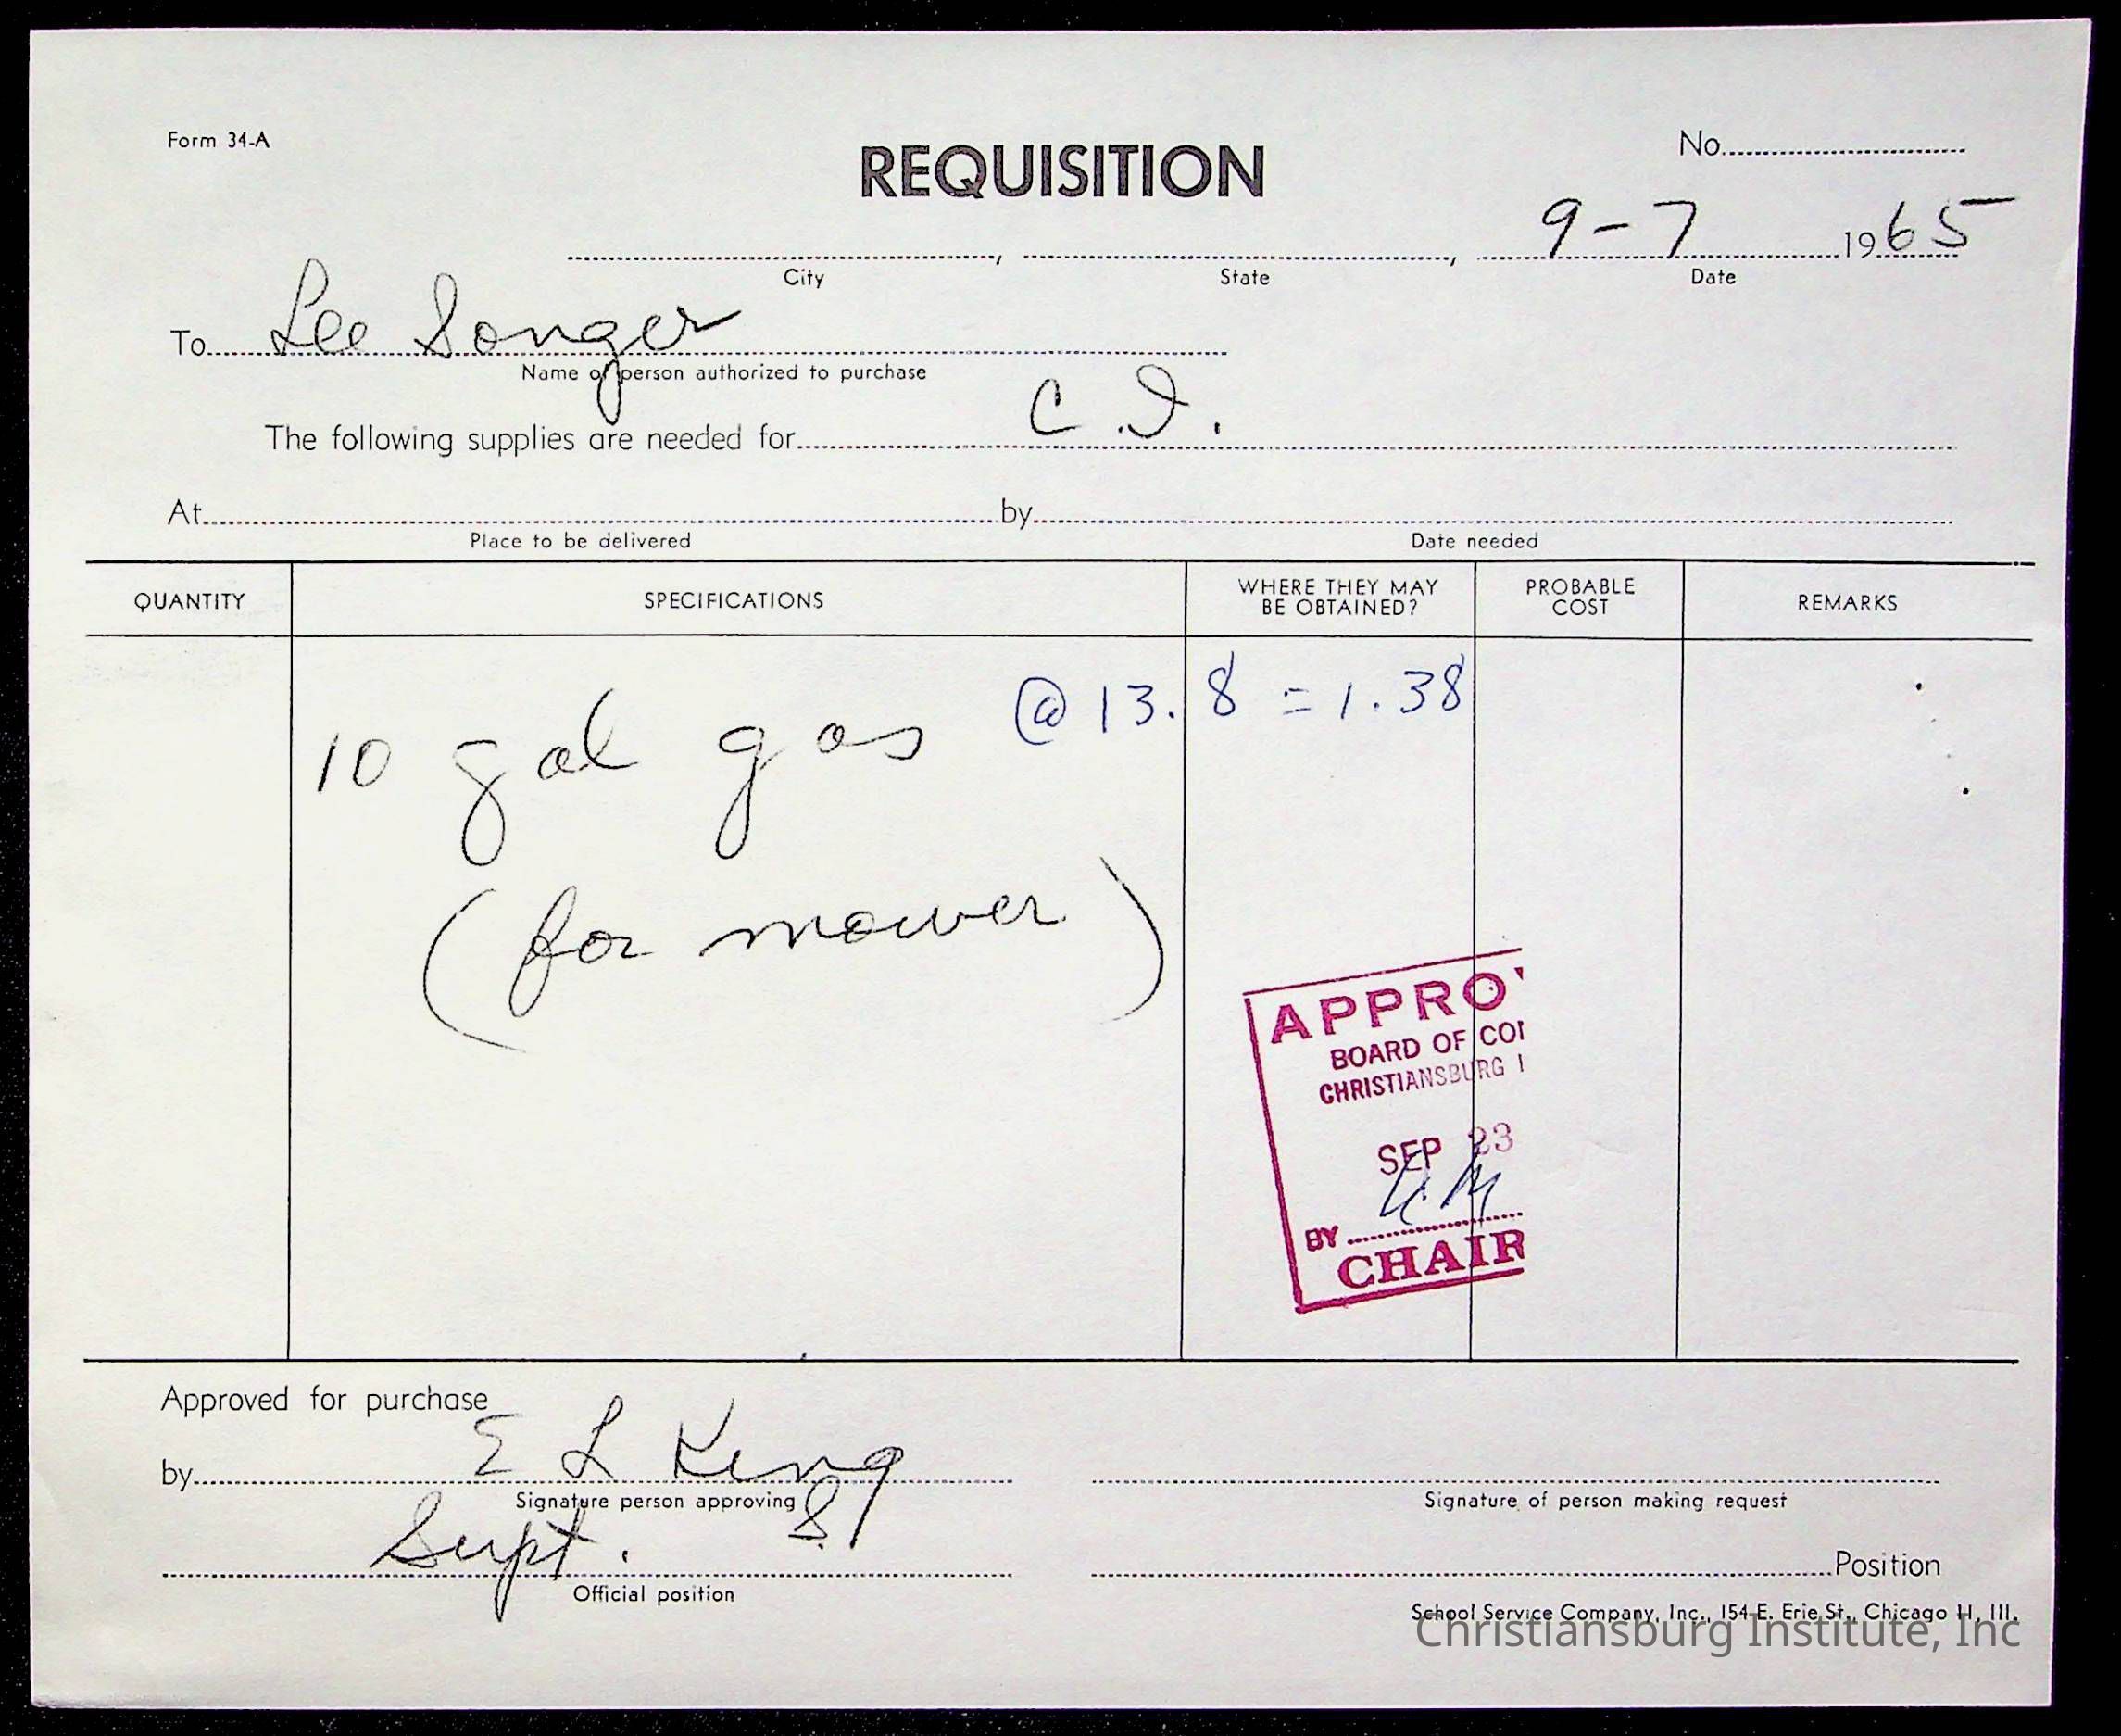 Form 34-A
REQUISITION
No.
9-7 1965
City State Date
To Lee Songer
Name of person authorized to purchase
The following supplies are needed for C.I.
At by
Place to be delivered Date needed
QUANTITY SPECIFICATIONS WHERE THEY MAY BE OBTAINED? PROBABLE COST REMARKS
@ 13.8 = 1.38
10 gal gas
(for mower)
APPRO
BOARD OF CO
CHRISTIANSBURG I
SEP 23
BY
CHAIR
Approved for purchase
by E L King
Signature person approving Signature of person making request
Supt.
Position
Official position
School Service Company, Inc., 154 E. Erie St., Chicago 11, Ill.
Christiansburg Institute, Inc